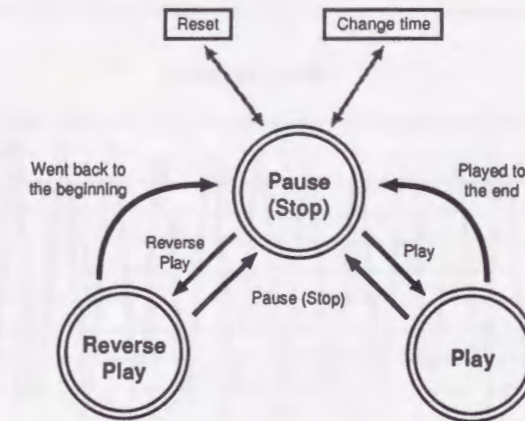 Reset
Change time
Went back to
the beginning
Pause
(Stop)
Played to
the end
Reverse
Play
Play
Pause (Stop)
Reverse
Play
Play